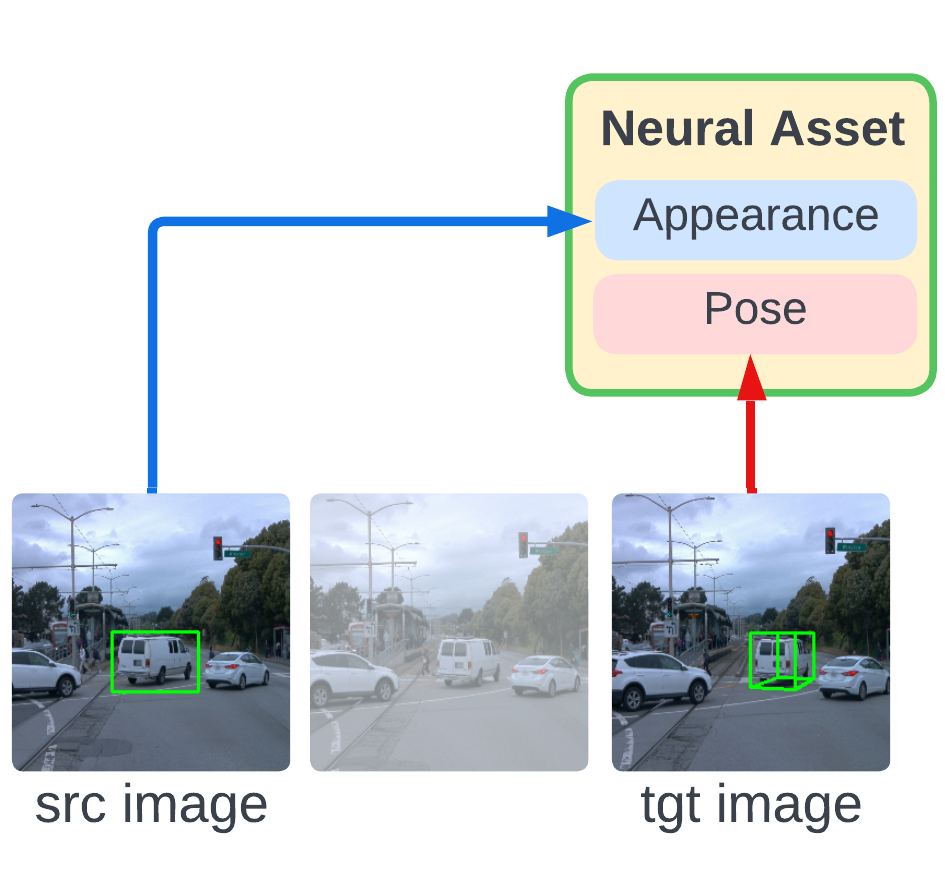 Neural Asset
Appearance
Pose
src image
tgt image